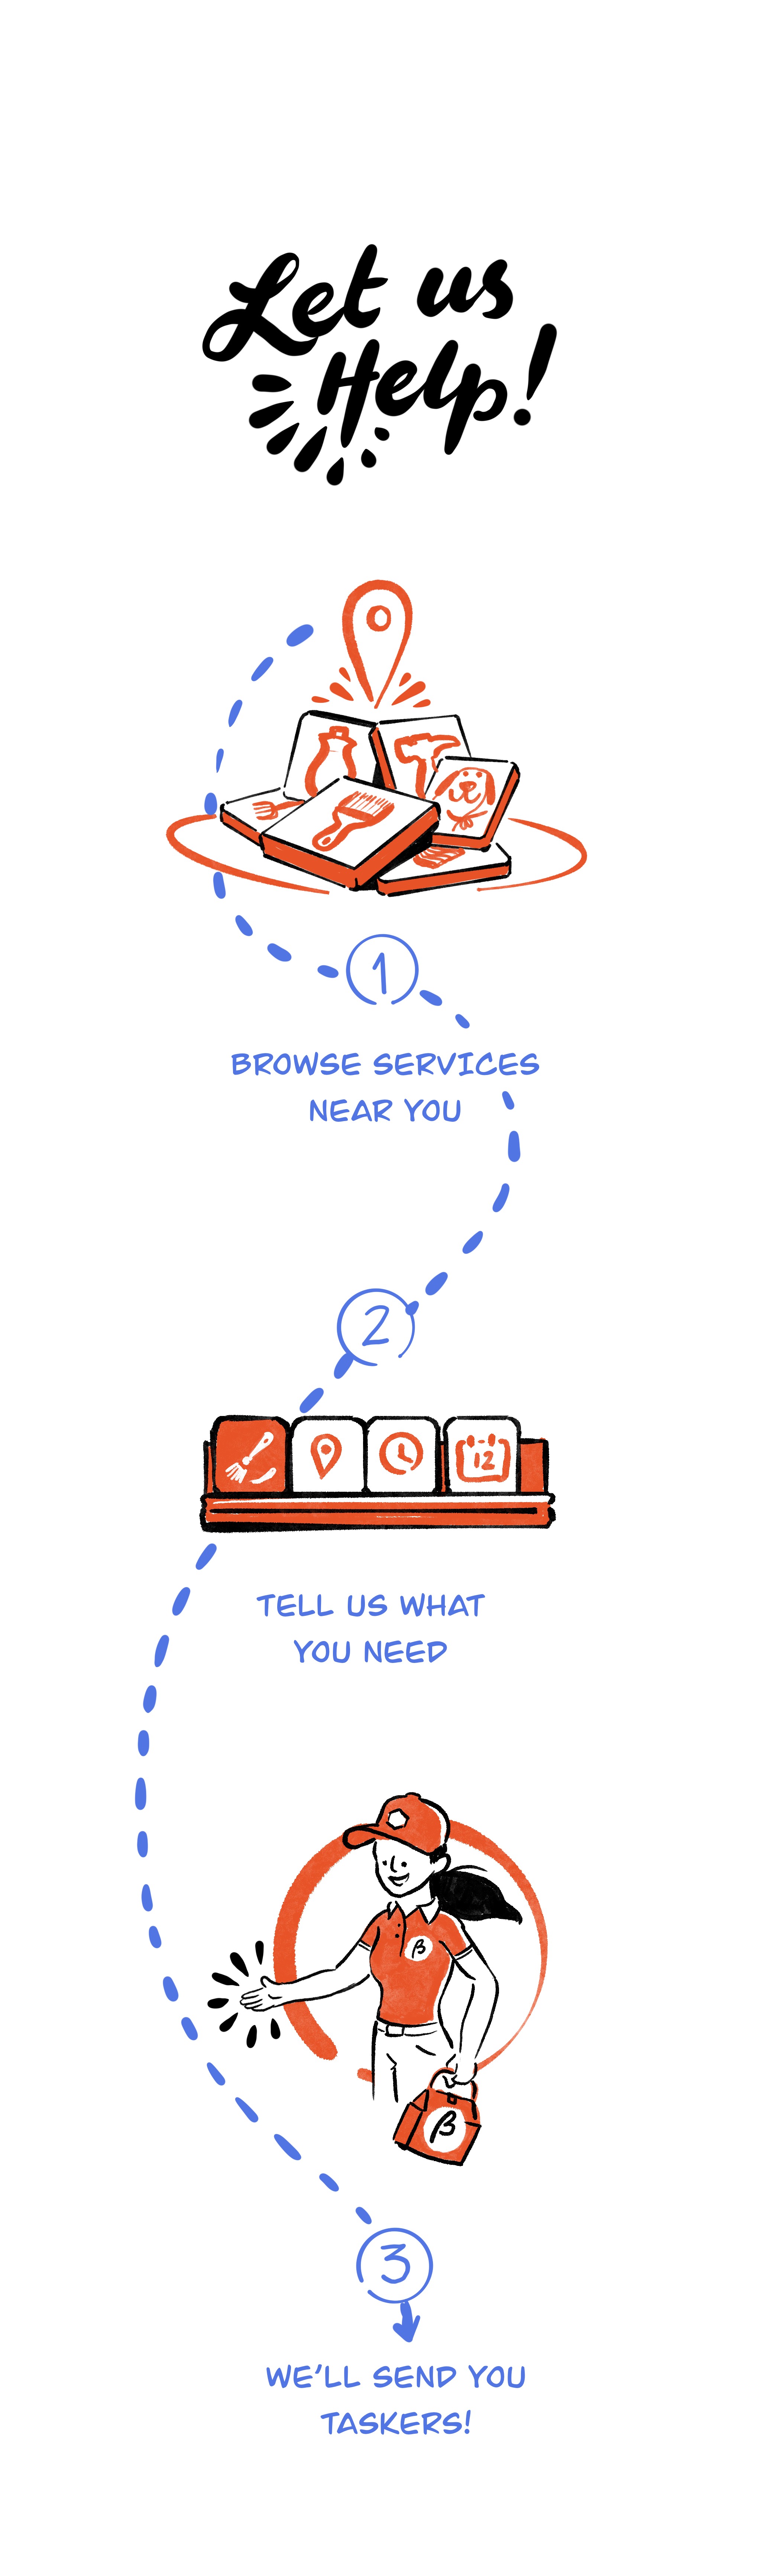 Let us
Help!
1
BROWSE SERVICES
NEAR YOU
2
12
TELL US WHAT
YOU NEED
β
β
3
WE'LL SEND YOU
TASKERS!